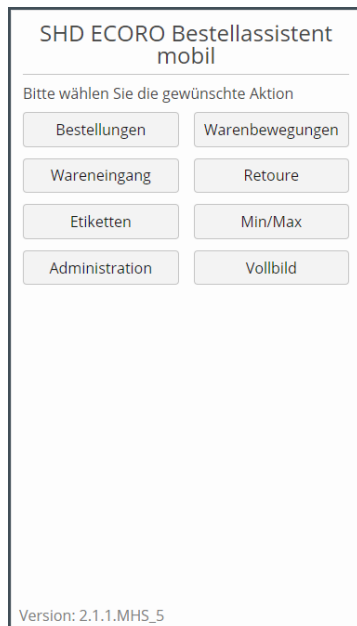 SHD ECORO Bestellassistent
mobil
Bitte wählen Sie die gewünschte Aktion
Bestellungen Warenbewegungen
Wareneingang Retoure
Etiketten Min/Max
Administration Vollbild
Version: 2.1.1.MHS_5